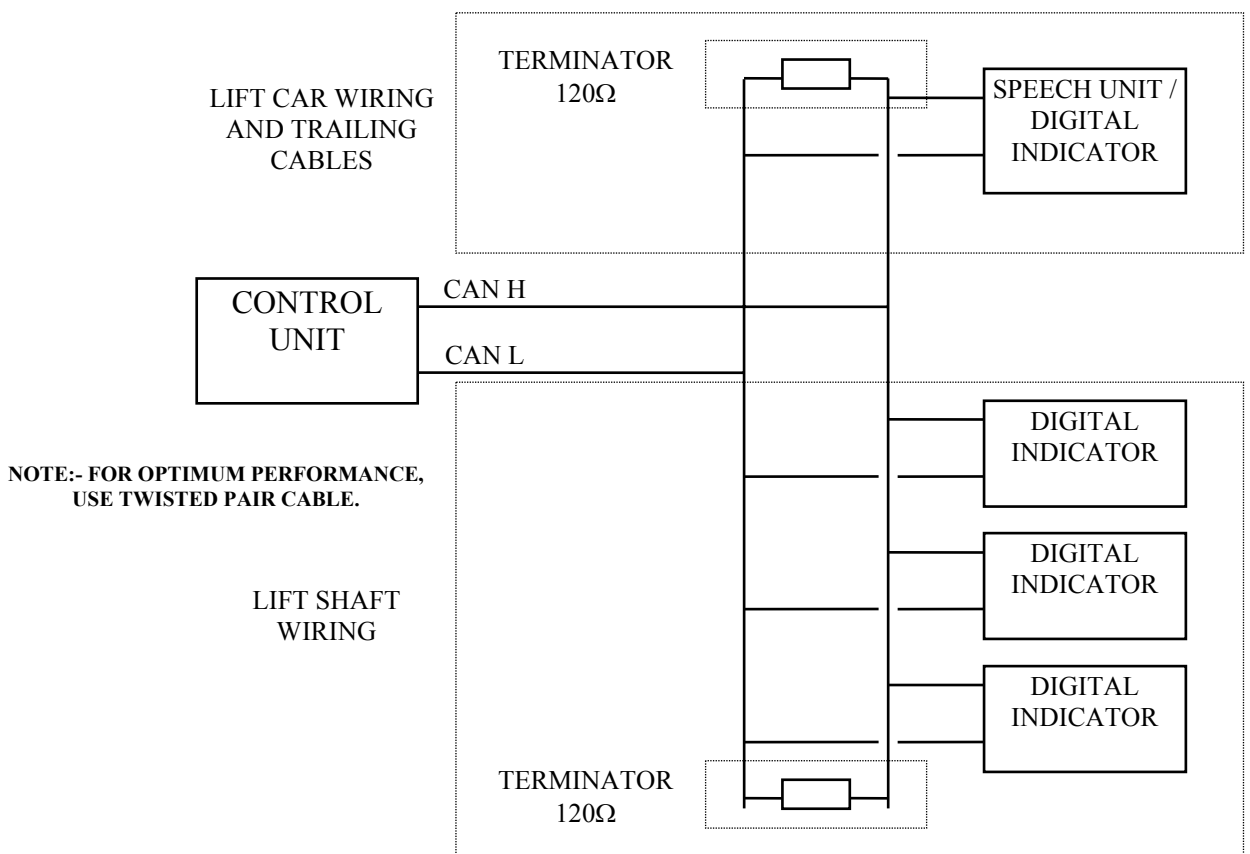 TERMINATOR
120Ω
SPEECH UNIT /
DIGITAL
INDICATOR
LIFT CAR WIRING
AND TRAILING
CABLES
CONTROL
UNIT
CAN H
CAN L
DIGITAL
INDICATOR
NOTE:- FOR OPTIMUM PERFORMANCE,
USE TWISTED PAIR CABLE.
DIGITAL
INDICATOR
LIFT SHAFT
WIRING
DIGITAL
INDICATOR
TERMINATOR
120Ω